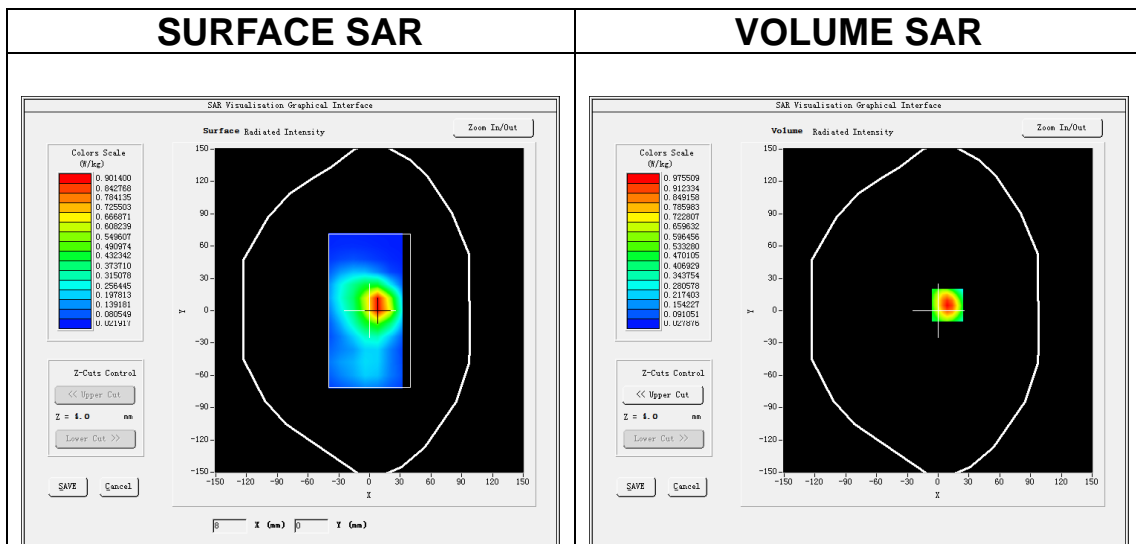 SURFACE SAR
SAR Visualisation Graphical Interface
Surface Radiated Intensity
Zoom In/Out
Colors Scale
(W/kg)
0.901400
0.842768
0.784135
0.725503
0.666871
0.608239
0.549607
0.490974
0.432342
0.373710
0.315078
0.256445
0.197813
0.139181
0.080549
0.021917
Z-Cuts Control
<< Upper Cut
Z = 4.0 mm
Lower Cut >>
SAVE
Cancel
150
120
90
60
30
0
-30
-60
-90
-120
-150
Y
-150 -120 -90 -60 -30 0 30 60 90 120 150
X
8 X (mm) 0 Y (mm)
VOLUME SAR
SAR Visualisation Graphical Interface
Volume Radiated Intensity
Zoom In/Out
Colors Scale
(W/kg)
0.975509
0.912334
0.849158
0.785983
0.722807
0.659632
0.596456
0.533280
0.470105
0.406929
0.343754
0.280578
0.217403
0.154227
0.091051
0.027876
Z-Cuts Control
<< Upper Cut
Z = 4.0 mm
Lower Cut >>
SAVE
Cancel
150
120
90
60
30
0
-30
-60
-90
-120
-150
Y
-150 -120 -90 -60 -30 0 30 60 90 120 150
X